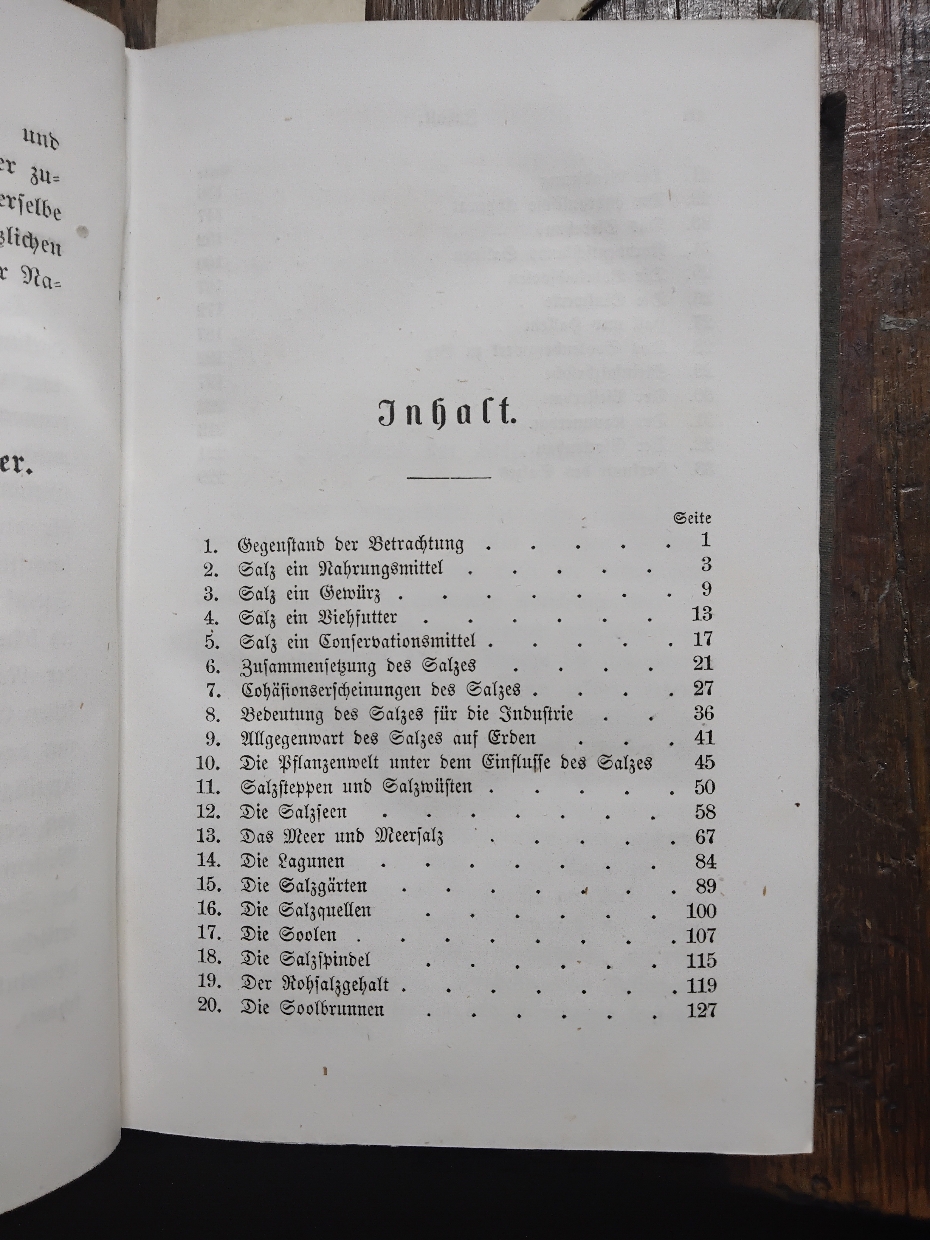 und
er zu=
erselbe
zlichen
r Na=
er.
Inhalt.
Seite
1. Gegenstand der Betrachtung . . . . . 1
2. Salz ein Nahrungsmittel . . . . . 3
3. Salz ein Gewürz . . . . . . . 9
4. Salz ein Viehfutter . . . . . . 13
5. Salz ein Conservationsmittel . . . . . 17
6. Zusammensetzung des Salzes . . . . 21
7. Cohäsionserscheinungen des Salzes . . . . 27
8. Bedeutung des Salzes für die Industrie . . 36
9. Allgegenwart des Salzes auf Erden . . . 41
10. Die Pflanzenwelt unter dem Einflusse des Salzes 45
11. Salzsteppen und Salzwüsten . . . . . 50
12. Die Salzseen . . . . . . . 58
13. Das Meer und Meersalz . . . . . 67
14. Die Lagunen . . . . . . . 84
15. Die Salzgärten . . . . . . . 89
16. Die Salzquellen . . . . . . 100
17. Die Soolen . . . . . . . . 107
18. Die Salzspindel . . . . . . 115
19. Der Rohsalzgehalt . . . . . . . 119
20. Die Soolbrunnen . . . . . . 127